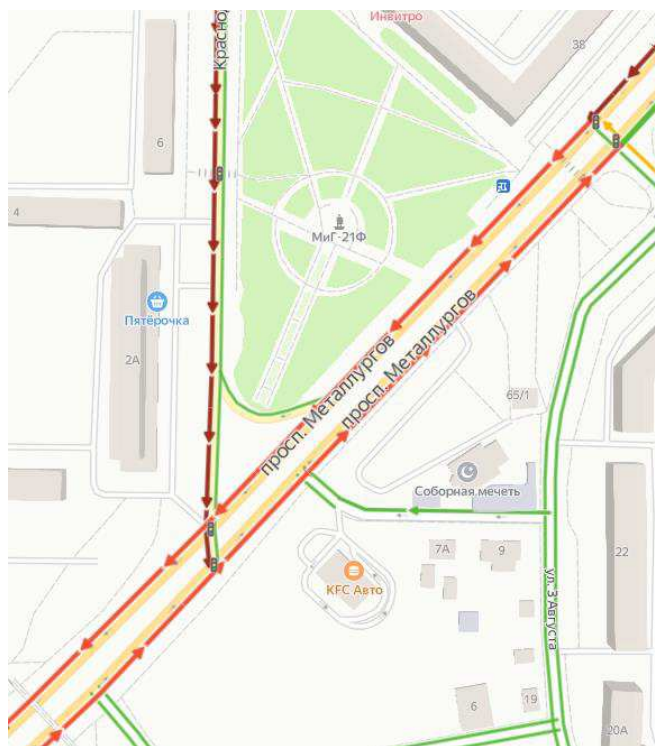 Инвитро
38
Краснод
6
4
МиГ-21Ф
Пятёрочка
2А
просп. Металлургов
просп. Металлургов
65/1
Соборная мечеть
7А
9
22
KFC Авто
ул. 3 Августа
6
19
20А